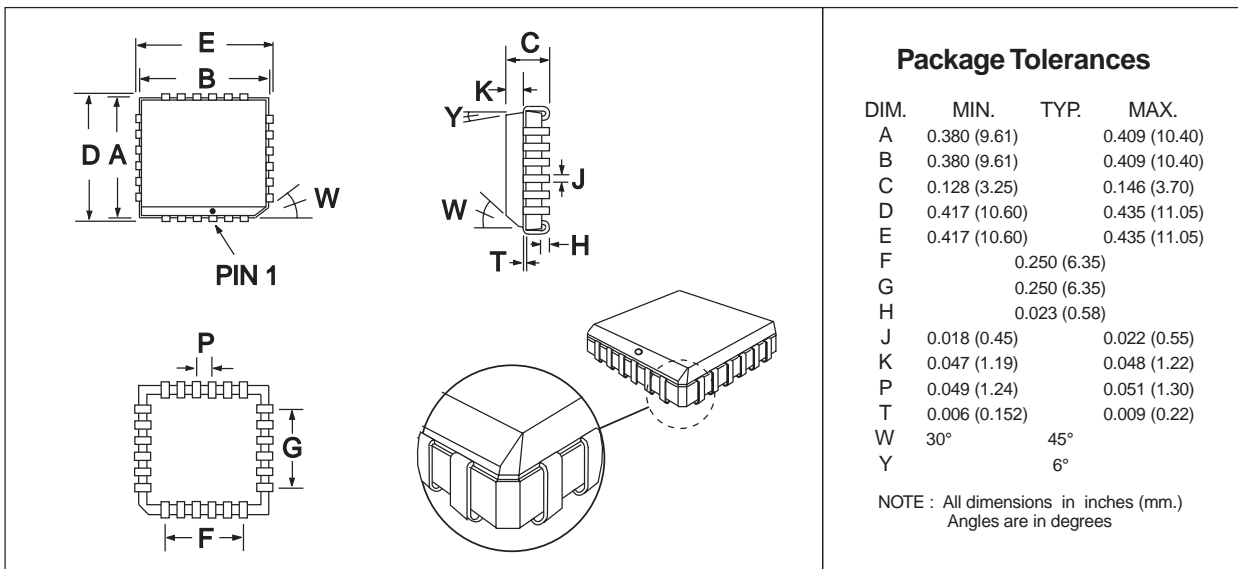 E
B
C
K
Y
D A
J
W
W
H
T
PIN 1
P
G
F
Package Tolerances
DIM. MIN. TYP. MAX.
A 0.380 (9.61) 0.409 (10.40)
B 0.380 (9.61) 0.409 (10.40)
C 0.128 (3.25) 0.146 (3.70)
D 0.417 (10.60) 0.435 (11.05)
E 0.417 (10.60) 0.435 (11.05)
F 0.250 (6.35)
G 0.250 (6.35)
H 0.023 (0.58)
J 0.018 (0.45) 0.022 (0.55)
K 0.047 (1.19) 0.048 (1.22)
P 0.049 (1.24) 0.051 (1.30)
T 0.006 (0.152) 0.009 (0.22)
W 30° 45°
Y 6°
NOTE : All dimensions in inches (mm.)
Angles are in degrees